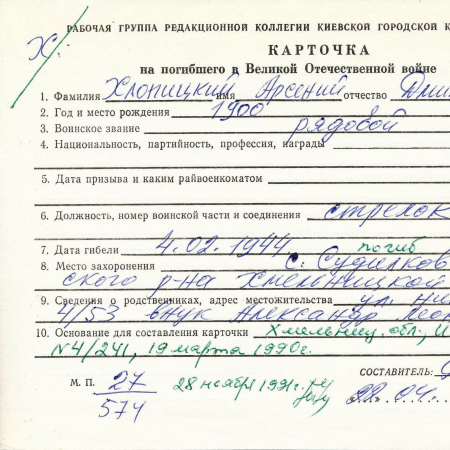 Х.
РАБОЧАЯ ГРУППА РЕДАКЦИОННОЙ КОЛЛЕГИИ КИЕВСКОЙ ГОРОДСКОЙ К
КАРТОЧКА
на погибшего в Великой Отечественной войне
1. Фамилия Хлопицкий имя Арсений отчество Дми
2. Год и место рождения 1900
3. Воинское звание рядовой
4. Национальность, партийность, профессия, награды
5. Дата призыва и каким райвоенкоматом
6. Должность, номер воинской части и соединения стрелок
7. Дата гибели 4.02.1944 погиб
8. Место захоронения с. Судилков
ского р-на Хмельницкой
9. Сведения о родственниках, адрес местожительства ул.
4/53 внук Александр
10. Основание для составления карточки Хмельниц. обл., И
N4/241, 19 марта 1990г.
СОСТАВИТЕЛЬ:
М. П. 27
574
28 ноября 1991г.
22.04.